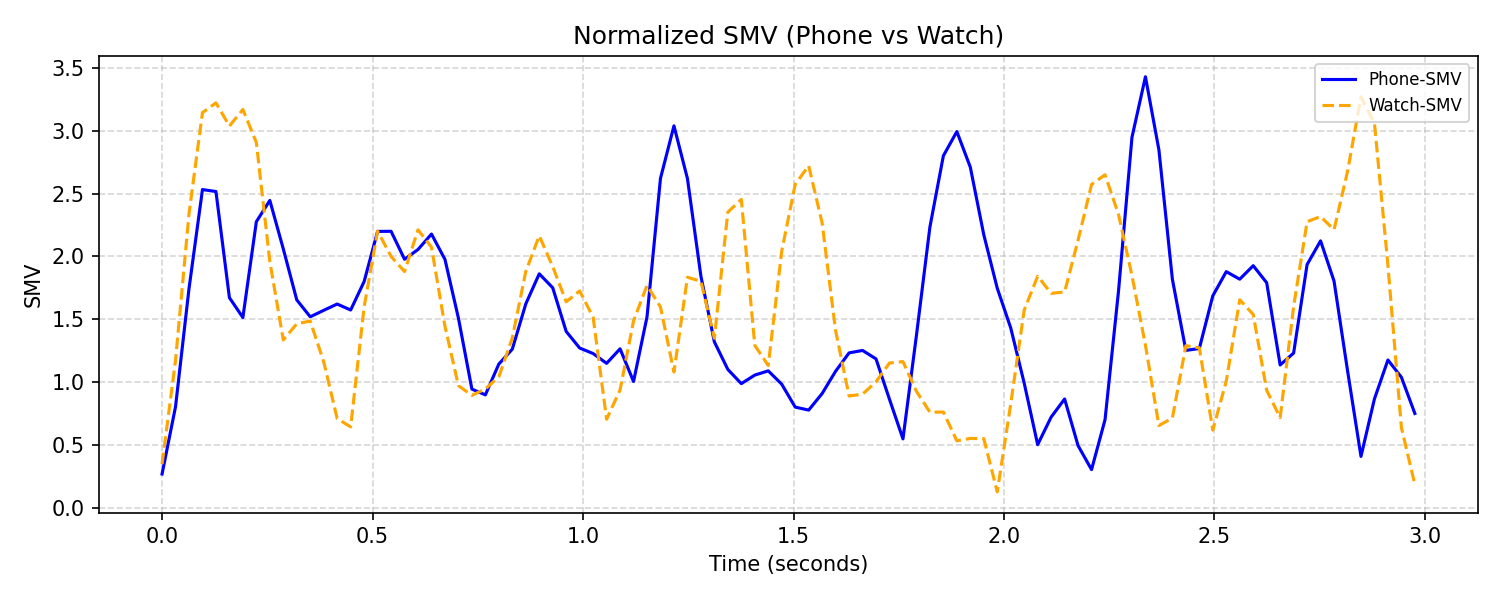 Normalized SMV (Phone vs Watch)
3.5
3.0
2.5
2.0
1.5
1.0
0.5
0.0
SMV
Phone-SMV
Watch-SMV
0.0 0.5 1.0 1.5 2.0 2.5 3.0
Time (seconds)